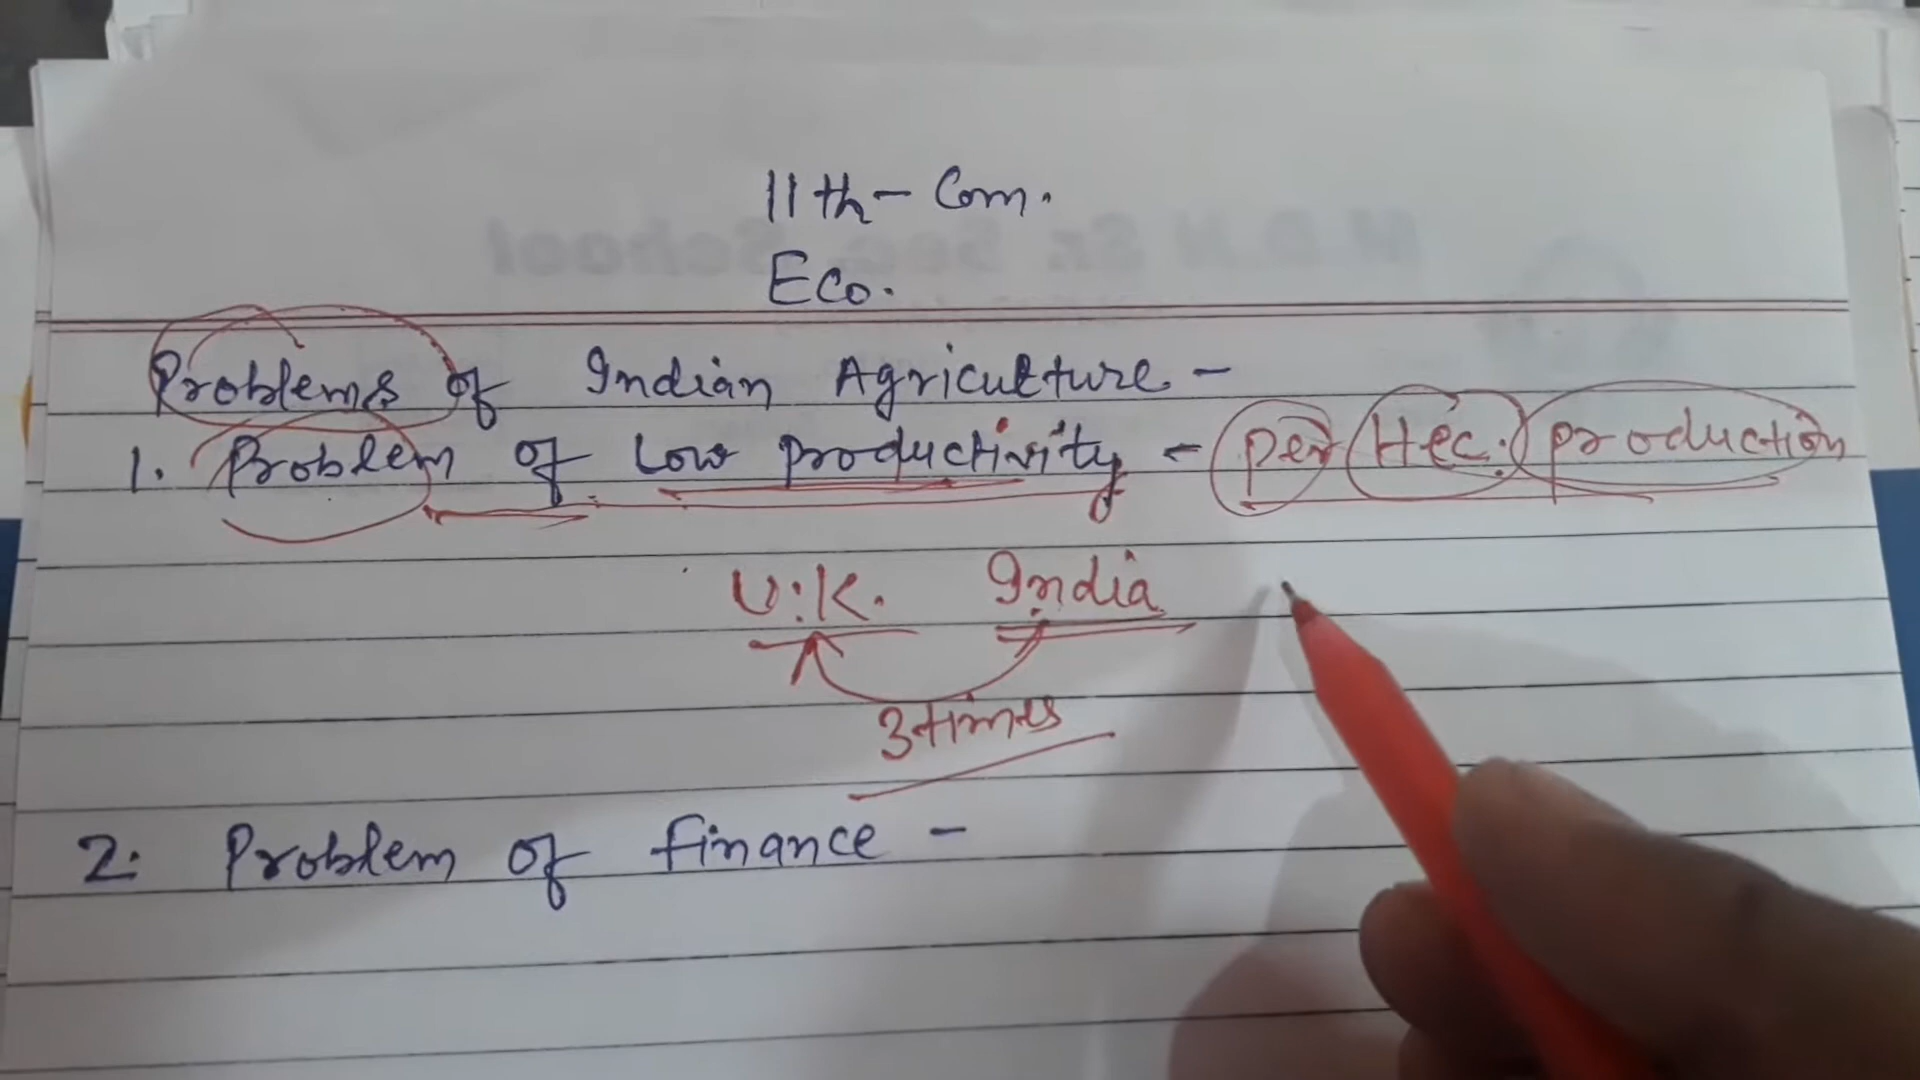 11th - Com.
Eco.
Problems of Indian Agriculture -
1. Problem of Low productivity - per Hec. production
U.K. India
3 times
2. Problem of finance -